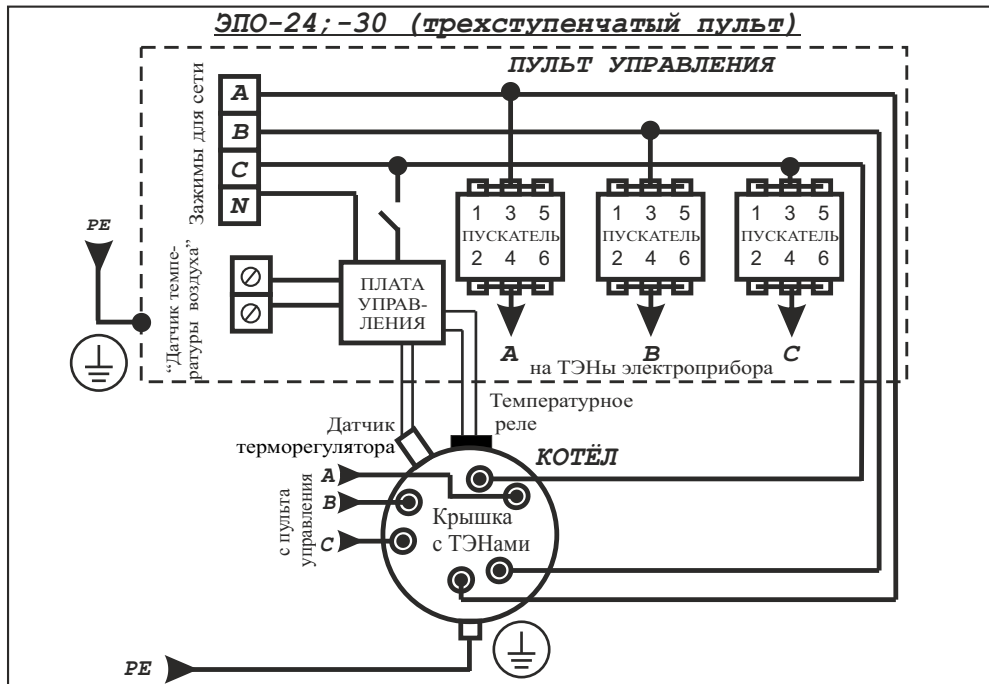 ЭПО-24;-30 (трехступенчатый пульт)
ПУЛЬТ УПРАВЛЕНИЯ
Зажимы для сети
A
B
C
N
PE
1 3 5
ПУСКАТЕЛЬ
2 4 6
1 3 5
ПУСКАТЕЛЬ
2 4 6
1 3 5
ПУСКАТЕЛЬ
2 4 6
“Датчик темпе-
ратуры воздуха”
ПЛАТА
УПРАВ-
ЛЕНИЯ
A
B
C
на ТЭНы электроприбора
Температурное
реле
Датчик
терморегулятора
КОТЁЛ
A
B
C
с пульта
управления
Крышка
с ТЭНами
PE